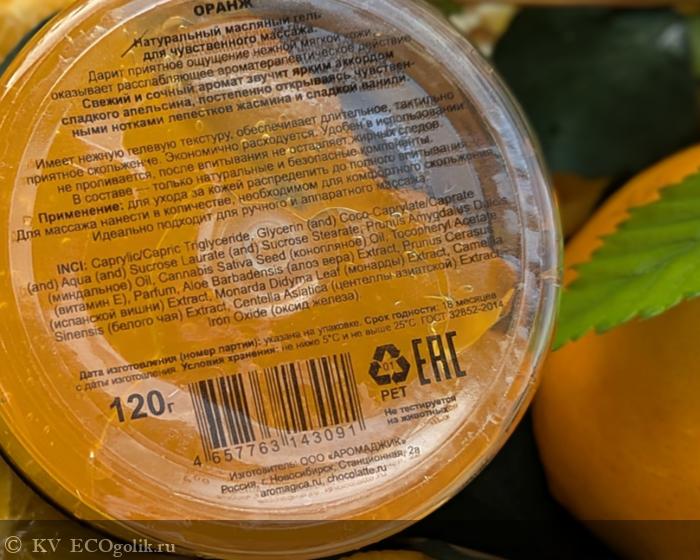 ОРАНЖ
Натуральный масляный гель
для чувственного массажа.
Дарит приятное ощущение нежной мягкой кожи,
оказывает расслабляющее ароматерапевтическое действие
Свежий и сочный аромат звучит ярким аккордом
сладкого апельсина, постепенно открываясь чувствен-
ными нотками лепестков жасмина и сладкой ванили.
Имеет нежную гелевую текстуру, обеспечивает длительное, тактильно
приятное скольжение. Экономично расходуется. Удобен в использовании
не проливается, после впитывания не оставляет жирных следов.
В составе — только натуральные и безопасные компоненты.
Применение: для ухода за кожей распределить до полного впитывания.
Для массажа нанести в количестве, необходимом для комфортного скольжения.
Идеально подходит для ручного и аппаратного массажа.
INCI: Caprylic/Capric Triglyceride, Glycerin (and) Coco-Caprylate/Caprate
(and) Aqua (and) Sucrose Laurate (and) Sucrose Stearate, Prunus Amygdalus Dulcis
(миндальное) Oil, Cannabis Sativa Seed (конопляное) Oil, Tocopheryl Acetate
(витамин Е), Parfum, Aloe Barbadensis (алоэ вера) Extract, Prunus Cerasus
(испанской вишни) Extract, Monarda Didyma Leaf (монарды) Extract, Camellia
Sinensis (белого чая) Extract, Centella Asiatica (центеллы азиатской) Extract
Iron Oxide (оксид железа).
Дата изготовления (номер партии): указана на упаковке. Срок годности: 18 месяцев
с даты изготовления. Условия хранения: не ниже 5°С и не выше 25°С. ГОСТ 32852-2014
120г
01
PET
EAC
Не тестируется
на животных
4 657763 143091
Изготовитель: ООО «АРОМАДЖИК»
Россия, г.Новосибирск, Станционная, 2а
aromagica.ru, chocolatte.ru
© KV ECOgolik.ru